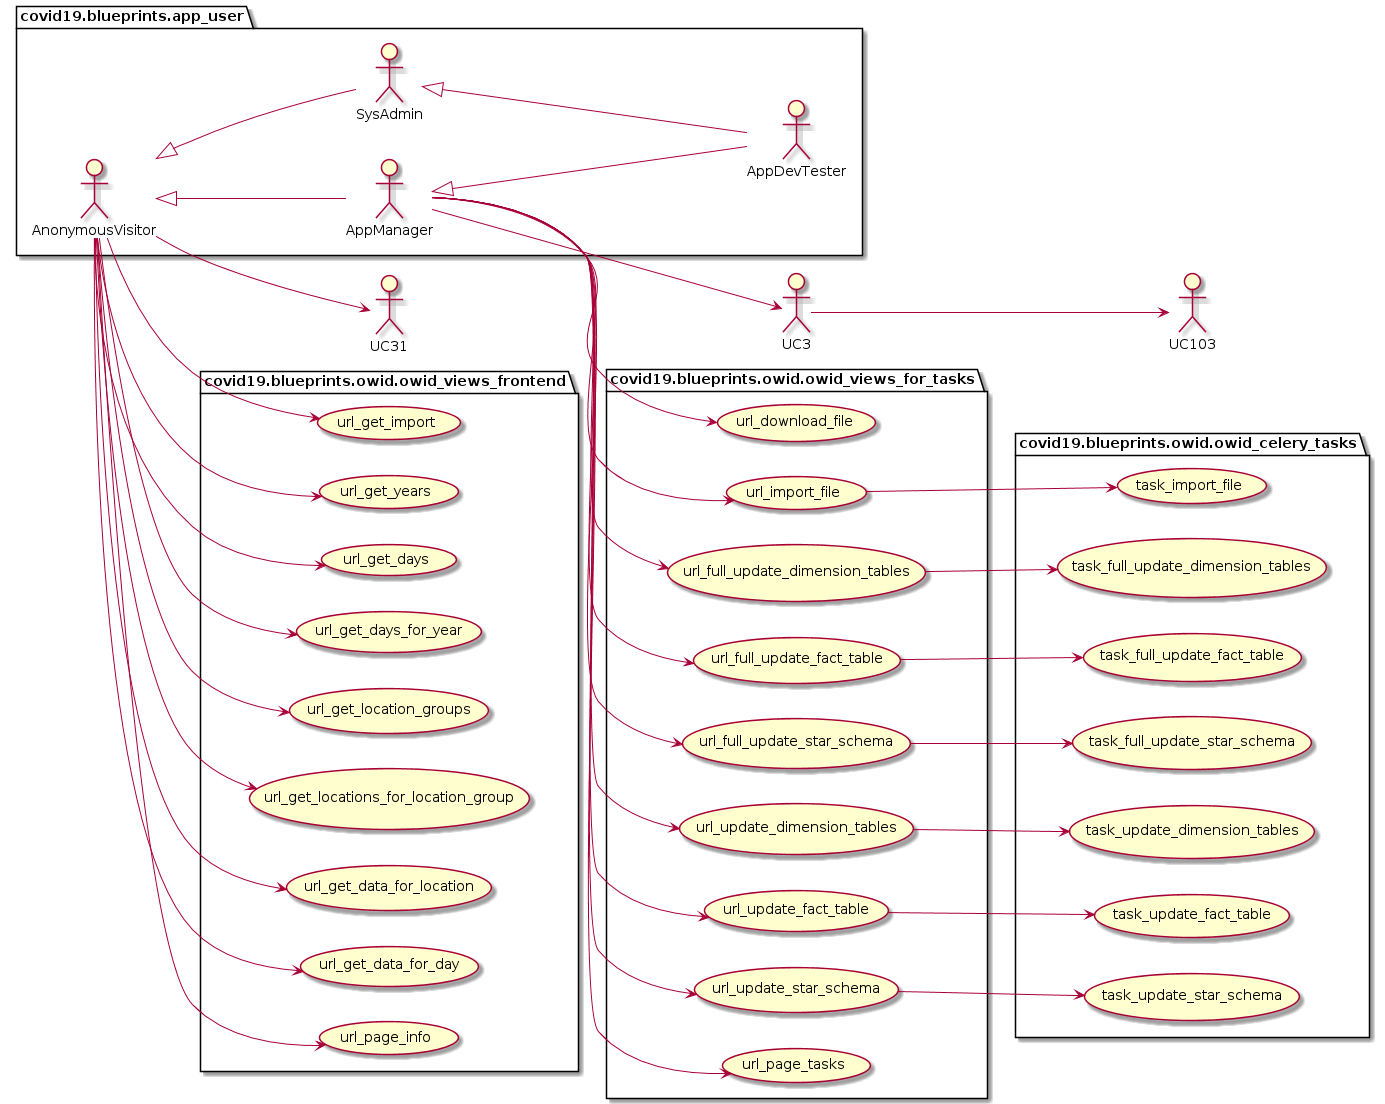 covid19.blueprints.app_user
SysAdmin
AppDevTester
AnonymousVisitor
AppManager
UC31
UC3
UC103
covid19.blueprints.owid.owid_views_frontend
url_get_import
url_get_years
url_get_days
url_get_days_for_year
url_get_location_groups
url_get_locations_for_location_group
url_get_data_for_location
url_get_data_for_day
url_page_info
covid19.blueprints.owid.owid_views_for_tasks
url_download_file
url_import_file
url_full_update_dimension_tables
url_full_update_fact_table
url_full_update_star_schema
url_update_dimension_tables
url_update_fact_table
url_update_star_schema
url_page_tasks
covid19.blueprints.owid.owid_celery_tasks
task_import_file
task_full_update_dimension_tables
task_full_update_fact_table
task_full_update_star_schema
task_update_dimension_tables
task_update_fact_table
task_update_star_schema